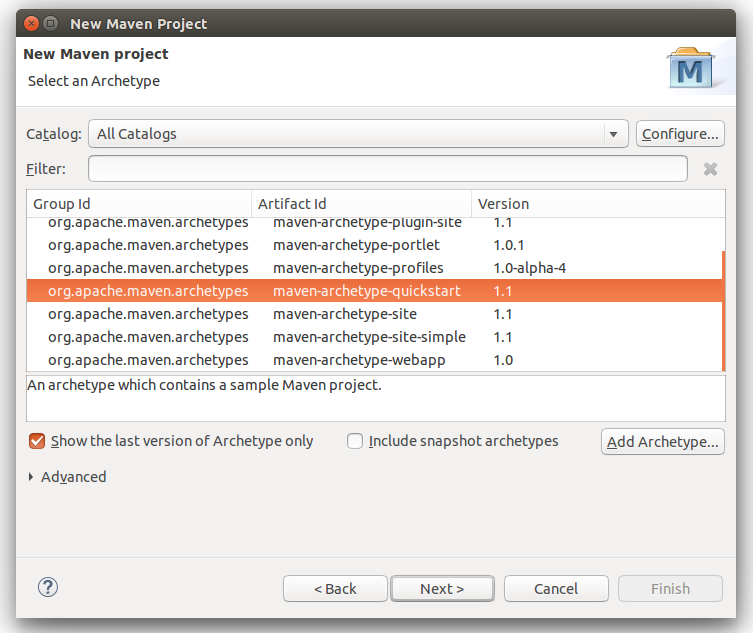 New Maven Project
New Maven project
Select an Archetype
M
Catalog: All Catalogs Configure...
Filter:
Group Id Artifact Id Version
org.apache.maven.archetypes maven-archetype-plugin-site 1.1
org.apache.maven.archetypes maven-archetype-portlet 1.0.1
org.apache.maven.archetypes maven-archetype-profiles 1.0-alpha-4
org.apache.maven.archetypes maven-archetype-quickstart 1.1
org.apache.maven.archetypes maven-archetype-site 1.1
org.apache.maven.archetypes maven-archetype-site-simple 1.1
org.apache.maven.archetypes maven-archetype-webapp 1.0
An archetype which contains a sample Maven project.
Show the last version of Archetype only Include snapshot archetypes Add Archetype...
Advanced
? < Back Next > Cancel Finish